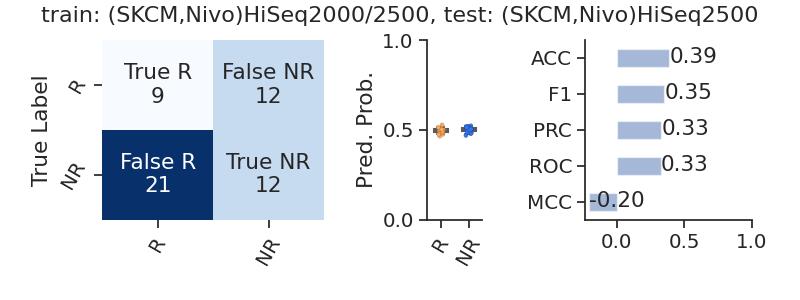 train: (SKCM,Nivo)HiSeq2000/2500, test: (SKCM,Nivo)HiSeq2500
True Label
R
NR
True R
9
False NR
12
False R
21
True NR
12
R
NR
Pred. Prob.
1.0
0.5
0.0
R
NR
ACC
0.39
F1
0.35
PRC
0.33
ROC
0.33
MCC
-0.20
0.0
0.5
1.0